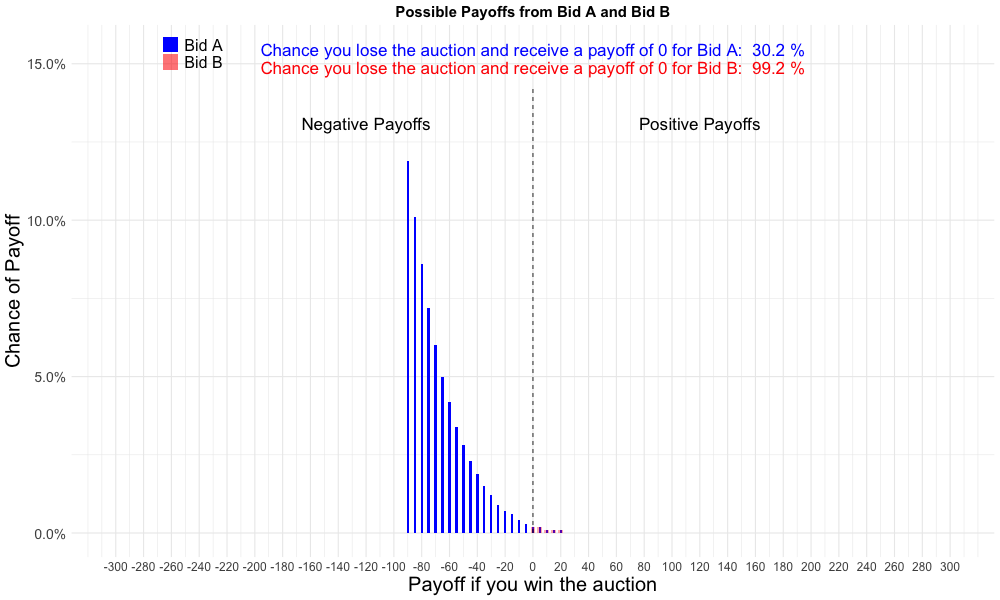 Possible Payoffs from Bid A and Bid B
Bid A
Bid B
Chance you lose the auction and receive a payoff of 0 for Bid A: 30.2 %
Chance you lose the auction and receive a payoff of 0 for Bid B: 99.2 %
Negative Payoffs
Positive Payoffs
Chance of Payoff
15.0%
10.0%
5.0%
0.0%
-300 -280 -260 -240 -220 -200 -180 -160 -140 -120 -100 -80 -60 -40 -20 0 20 40 60 80 100 120 140 160 180 200 220 240 260 280 300
Payoff if you win the auction